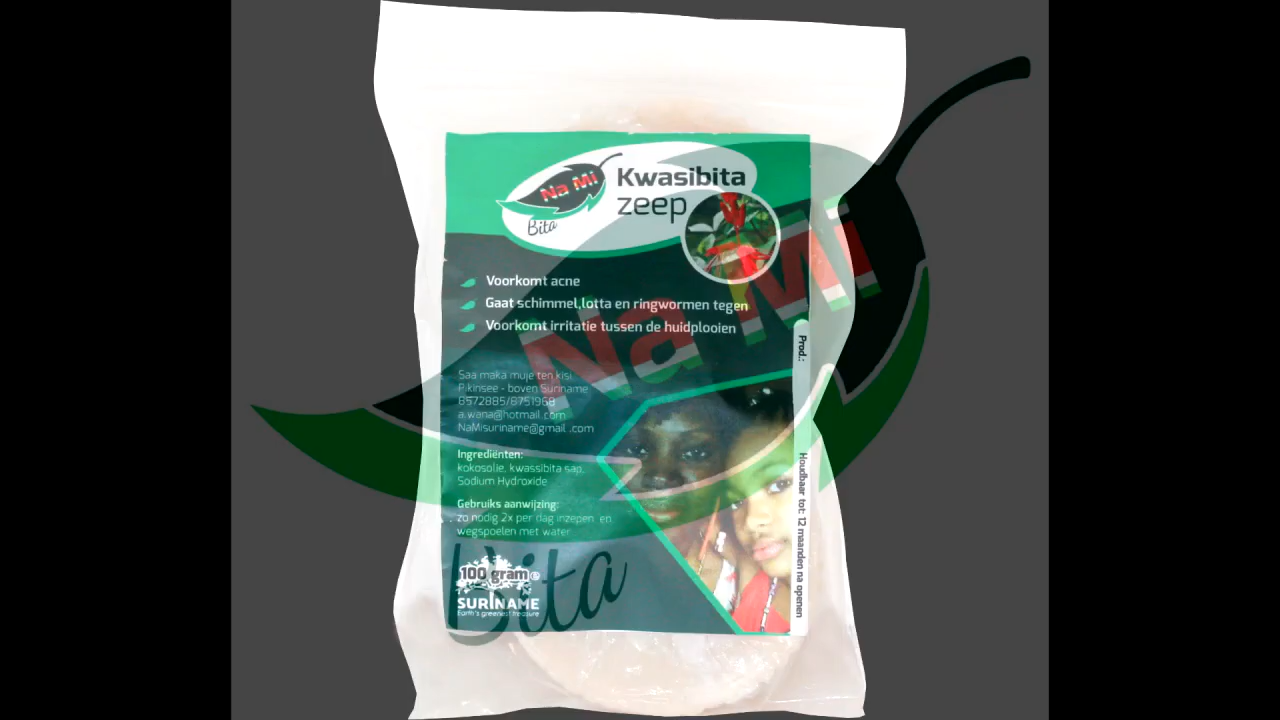 Na Mi
Bita
Kwasibita
zeep
Voorkomt acne
Gaat schimmel,lotta en ringwormen tegen
Voorkomt irritatie tussen de huidplooien
Saa maka muje ten kisi
Pikinsee - boven Suriname
8572885/8751968
a.wana@hotmail.com
NaMisuriname@gmail .com
Ingrediënten:
kokosolie, kwassibita sap,
Sodium Hydroxide
Gebruiks aanwijzing:
zo nodig 2x per dag inzepen en
wegspoelen met water
100 gram
SURINAME
Earth's greenest treasure
Prod.:
Houdbaar tot: 12 maanden na openen
Na Mi
Bita